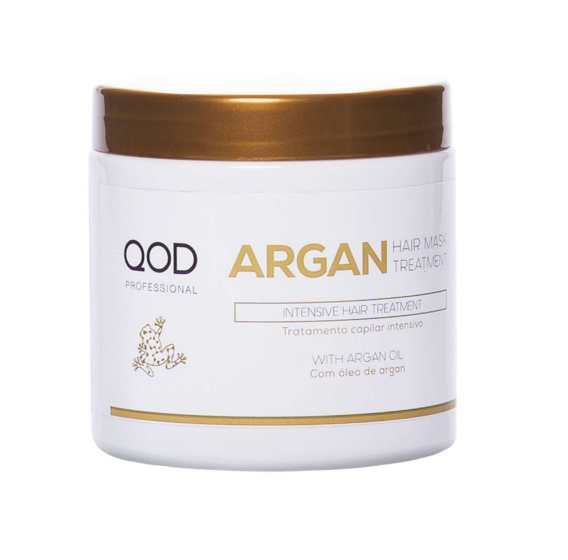 QOD
PROFESSIONAL
ARGAN
HAIR MASK
TREATMENT
INTENSIVE HAIR TREATMENT
Tratamento capilar intensivo
WITH ARGAN OIL
Com óleo de argan